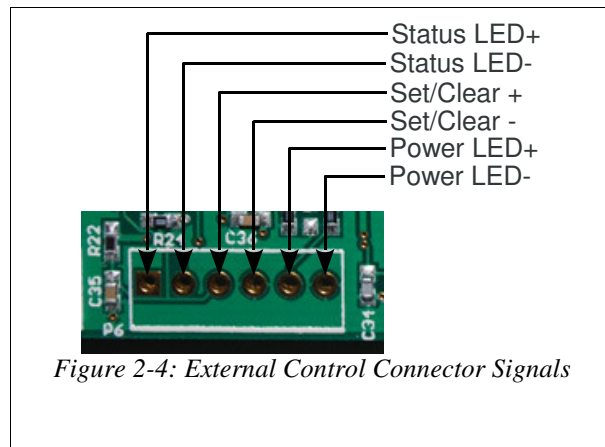 Status LED+
Status LED-
Set/Clear +
Set/Clear -
Power LED+
Power LED-
R22
R24
C36
C35
C34
P6
Figure 2-4: External Control Connector Signals